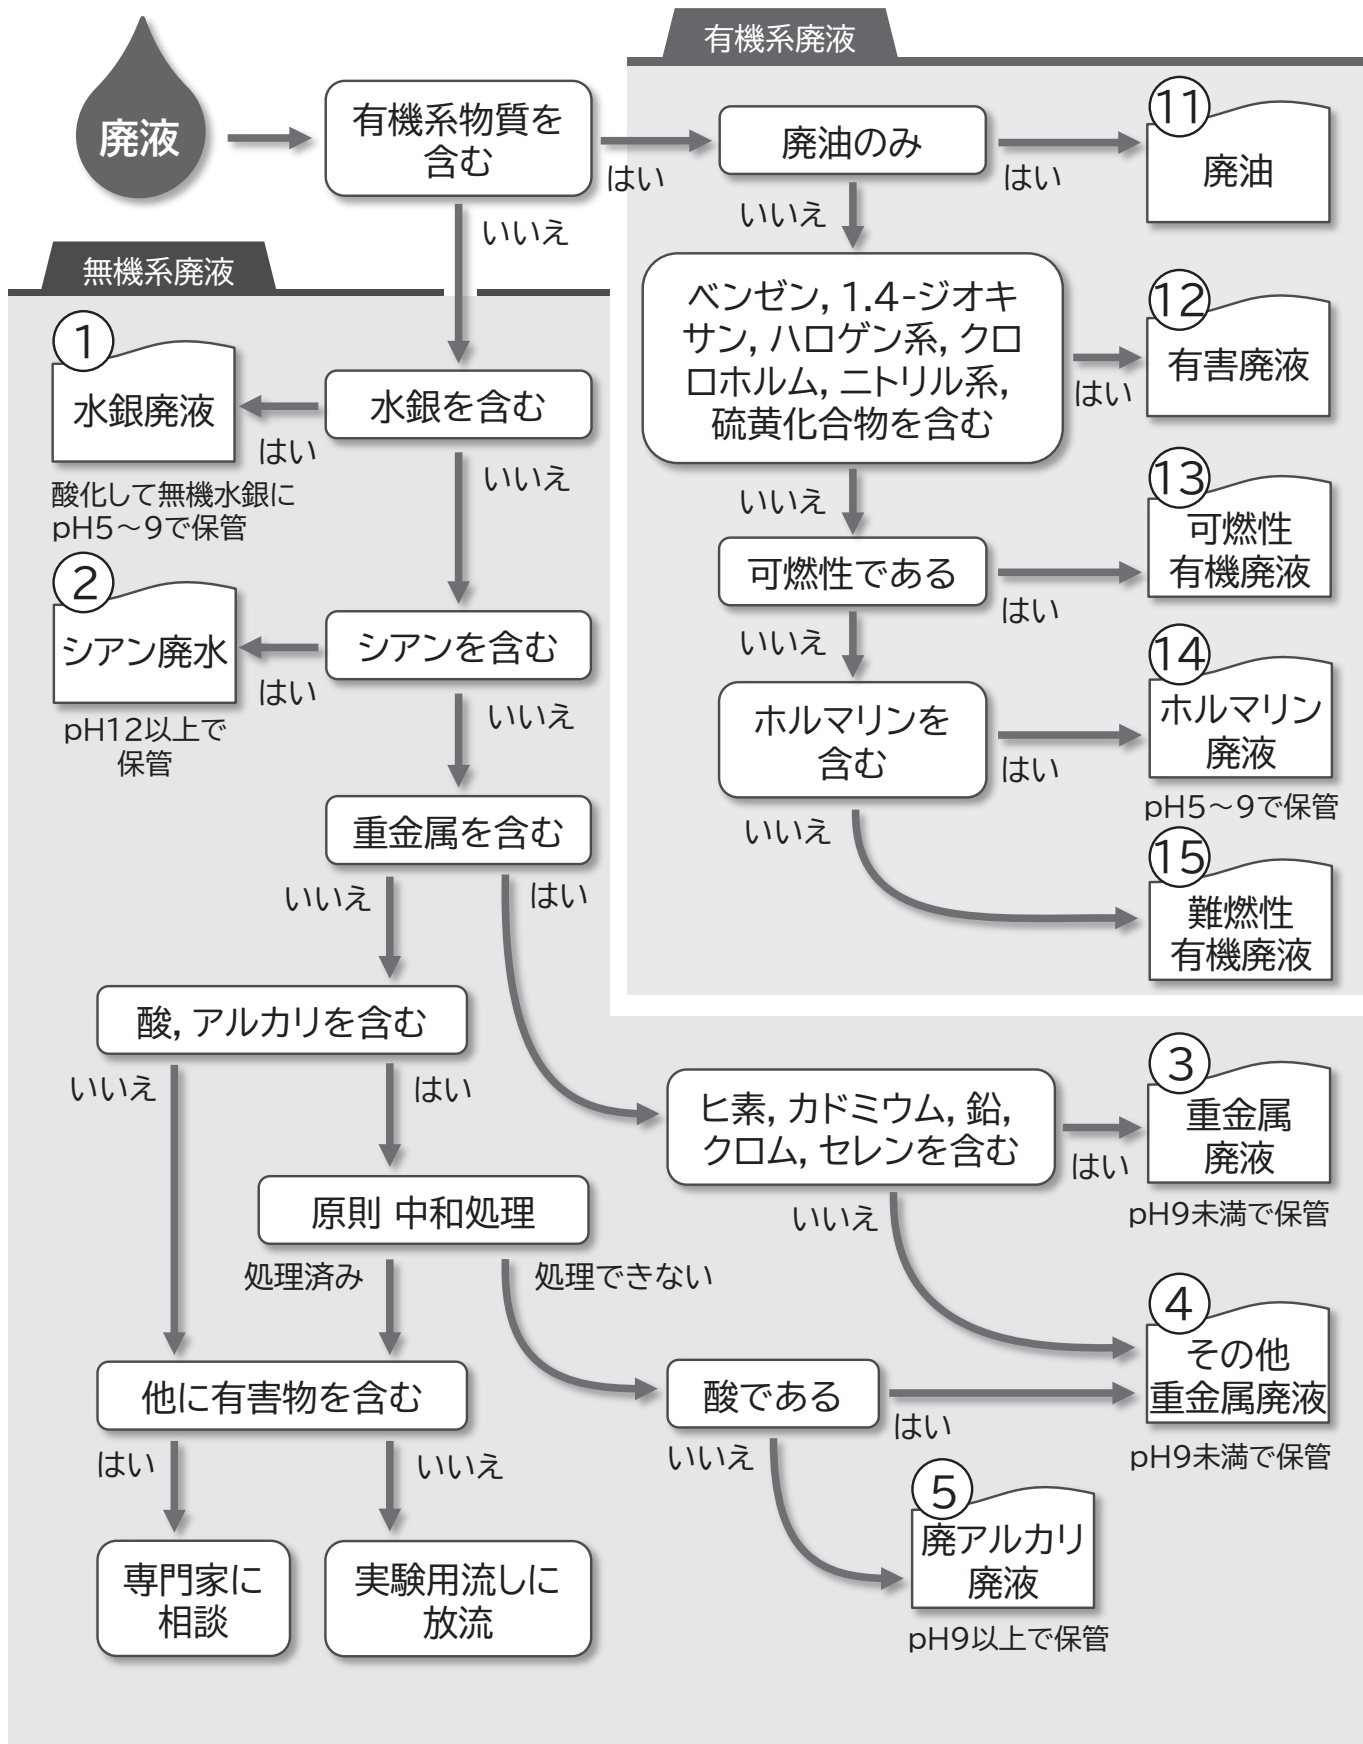 廃液
有機系物質を
含む
はい
いいえ
有機系廃液
廃油のみ
はい
いいえ
11
廃油
ベンゼン, 1.4-ジオキ
サン, ハロゲン系, クロ
ロホルム, ニトリル系,
硫黄化合物を含む
はい
いいえ
12
有害廃液
可燃性である
はい
いいえ
13
可燃性
有機廃液
ホルマリンを
含む
はい
いいえ
14
ホルマリン
廃液
pH5～9で保管
15
難燃性
有機廃液
無機系廃液
水銀を含む
はい
いいえ
1
水銀廃液
酸化して無機水銀に
pH5～9で保管
シアンを含む
はい
いいえ
2
シアン廃水
pH12以上で
保管
重金属を含む
いいえ
はい
酸, アルカリを含む
いいえ
はい
ヒ素, カドミウム, 鉛,
クロム, セレンを含む
はい
いいえ
3
重金属
廃液
pH9未満で保管
原則 中和処理
処理済み
処理できない
4
その他
重金属廃液
pH9未満で保管
他に有害物を含む
はい
いいえ
酸である
はい
いいえ
5
廃アルカリ
廃液
pH9以上で保管
専門家に
相談
実験用流しに
放流